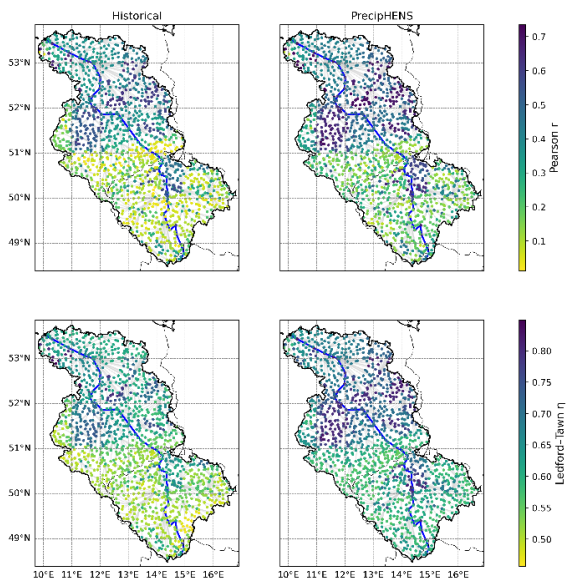 Historical
PrecipHENS
53°N
52°N
51°N
50°N
49°N
0.7
0.6
0.5
0.4
0.3
0.2
0.1
Pearson r
53°N
52°N
51°N
50°N
49°N
10°E 11°E 12°E 13°E 14°E 15°E 16°E
10°E 11°E 12°E 13°E 14°E 15°E 16°E
0.80
0.75
0.70
0.65
0.60
0.55
0.50
Ledford–Tawn η